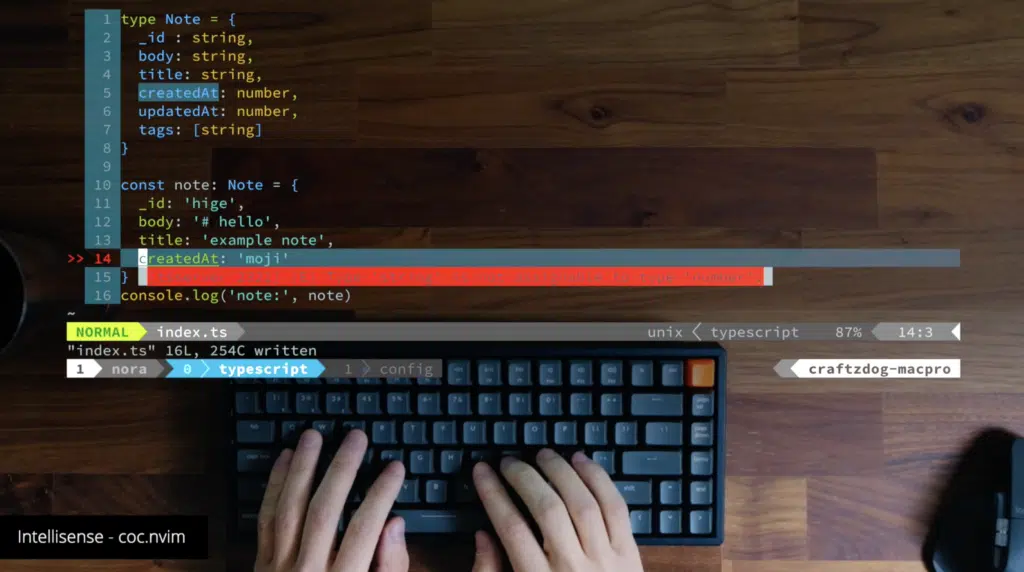 1 type Note = {
2 _id : string,
3 body: string,
4 title: string,
5 createdAt: number,
6 updatedAt: number,
7 tags: [string]
8 }
9
10 const note: Note = {
11 _id: 'hige',
12 body: '# hello',
13 title: 'example note',
>> 14 createdAt: 'moji'
15 }
16 console.log('note:', note)
~
NORMAL index.ts unix typescript 87% 14:3
"index.ts" 16L, 254C written
1 nora 0 typescript 1 config craftzdog-macpro
Intellisense - coc.nvim